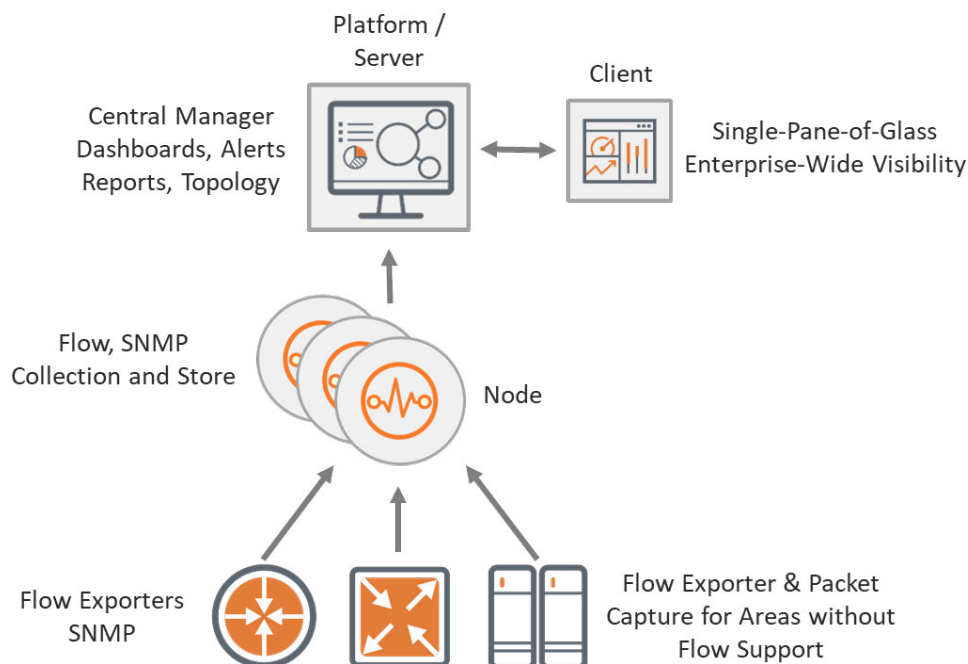 Platform /
Server
Client
Central Manager
Dashboards, Alerts
Reports, Topology
Single-Pane-of-Glass
Enterprise-Wide Visibility
Flow, SNMP
Collection and Store
Node
Flow Exporters
SNMP
Flow Exporter & Packet
Capture for Areas without
Flow Support